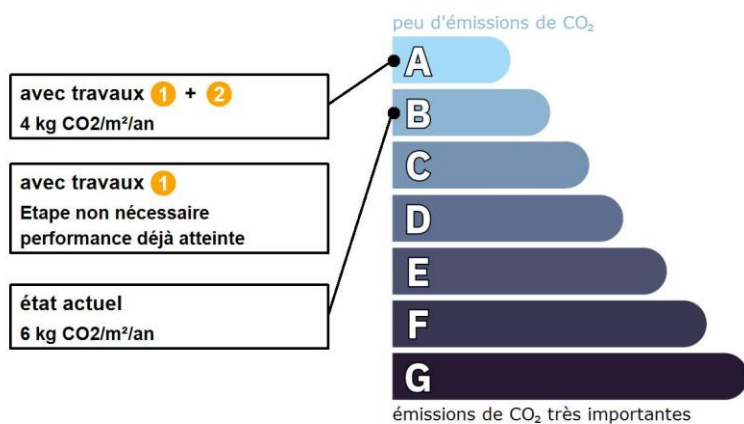 peu d'émissions de CO₂
A
avec travaux 1 + 2
4 kg CO2/m²/an
B
C
avec travaux 1
Etape non nécessaire
performance déjà atteinte
D
E
état actuel
6 kg CO2/m²/an
F
G
émissions de CO₂ très importantes